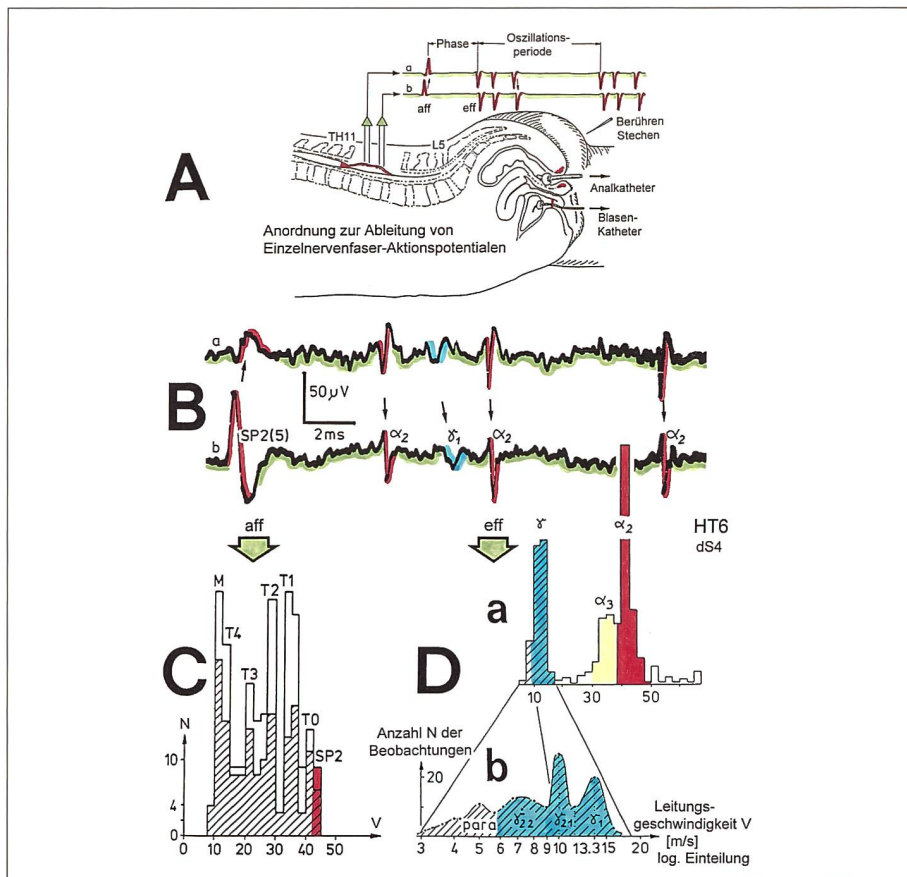 Phase
Oszillations-
periode
a
b
aff
eff
Berühren
Stechen
TH11
L5
A
Analkatheter
Blasen-
Katheter
Anordnung zur Ableitung von
Einzelnervenfaser-Aktionspotentialen
a
B
50µV
2ms
SP2(5)
α2
γ1
α2
α2
b
aff
eff
HT6
dS4
M
T4
T3
T2
T1
T0
SP2
C
N
10
4
0
0
10
20
30
40
50
V
a
γ
α3
α2
D
10
30
50
Anzahl N der
Beobachtungen
b
20
para
γ22
γ21
γ1
3
4
5
6
7
8
9
10
13,3
15
20
Leitungs-
geschwindigkeit V
[m/s]
log. Einteilung